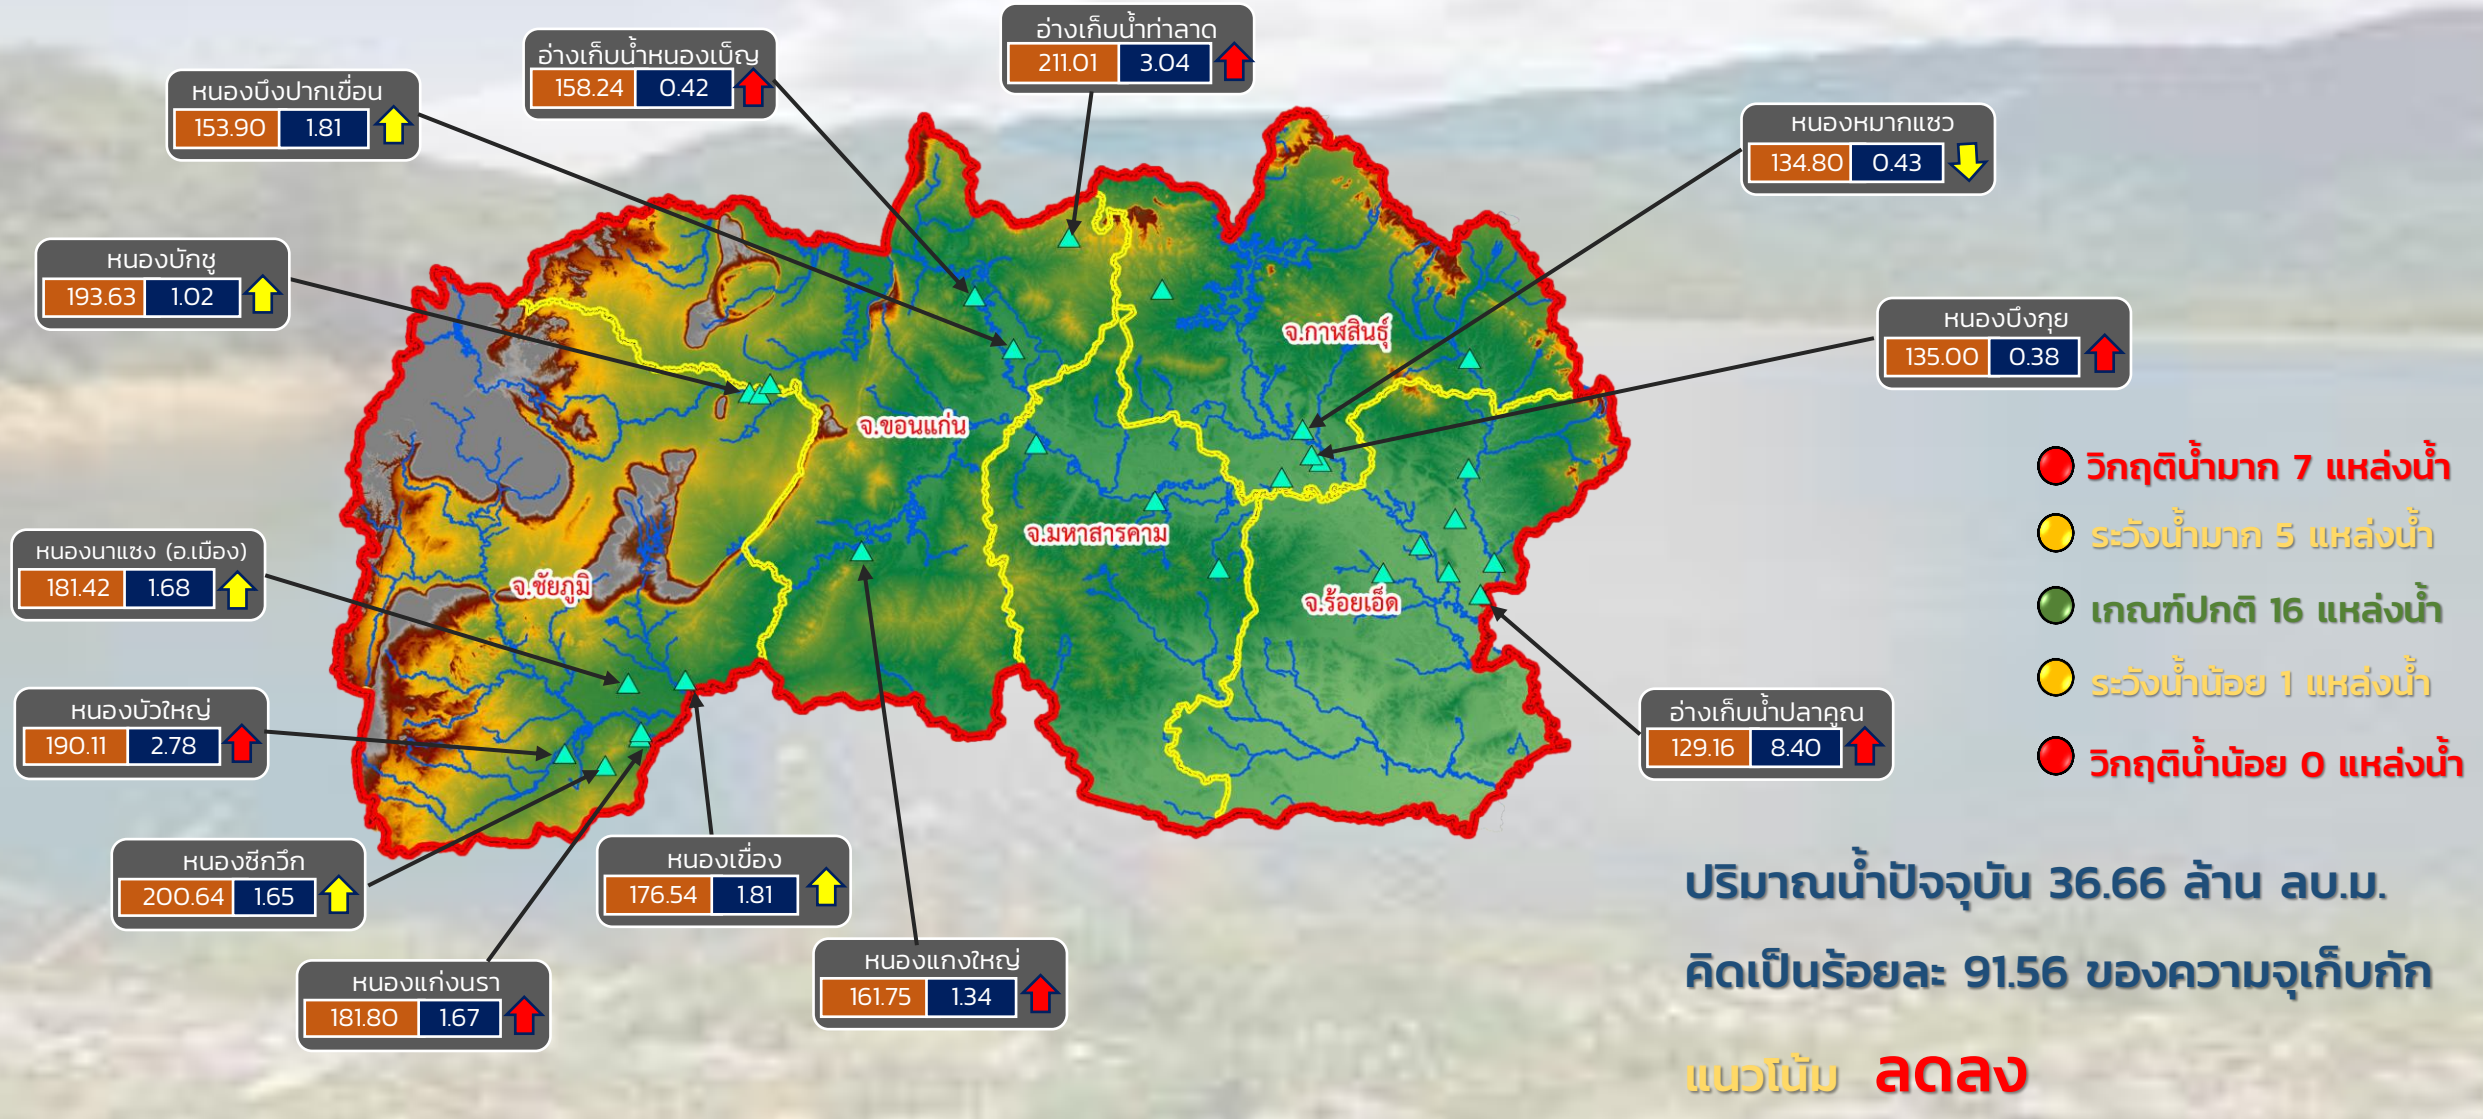 อ่างเก็บน้ำท่าลาด
211.01 3.04
อ่างเก็บน้ำหนองเบ็ญ
158.24 0.42
หนองบึงปากเขื่อน
153.90 1.81
หนองหมากแซว
134.80 0.43
หนองบักชู
193.63 1.02
หนองบึงกุย
135.00 0.38
จ.กาฬสินธุ์
จ.ขอนแก่น
จ.มหาสารคาม
จ.ชัยภูมิ
จ.ร้อยเอ็ด
หนองนาแซง (อ.เมือง)
181.42 1.68
หนองบัวใหญ่
190.11 2.78
อ่างเก็บน้ำปลาคูณ
129.16 8.40
หนองซีกวึก
200.64 1.65
หนองเขื่อง
176.54 1.81
หนองแก่งนรา
181.80 1.67
หนองแกงใหญ่
161.75 1.34
วิกฤติน้ำมาก 7 แหล่งน้ำ
ระวังน้ำมาก 5 แหล่งน้ำ
เกณฑ์ปกติ 16 แหล่งน้ำ
ระวังน้ำน้อย 1 แหล่งน้ำ
วิกฤติน้ำน้อย 0 แหล่งน้ำ
ปริมาณน้ำปัจจุบัน 36.66 ล้าน ลบ.ม.
คิดเป็นร้อยละ 91.56 ของความจุเก็บกัก
แนวโน้ม ลดลง